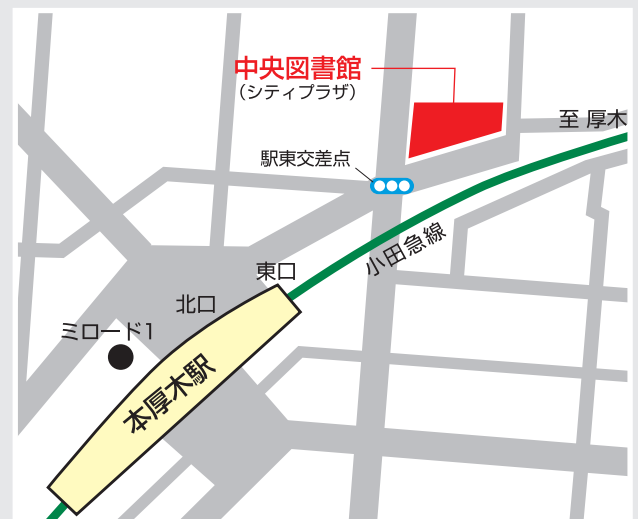 中央図書館
(シティプラザ)
至 厚木
駅東交差点
小田急線
東口
北口
ミロード1
本厚木駅